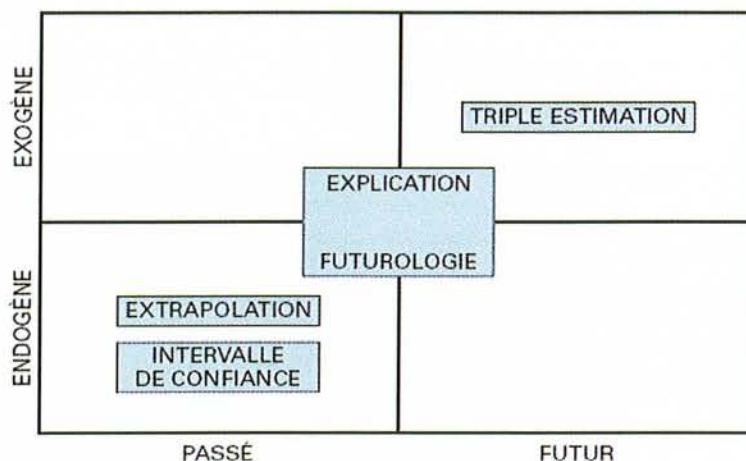 EXOGÈNE
TRIPLE ESTIMATION
EXPLICATION
FUTUROLOGIE
ENDOGÈNE
EXTRAPOLATION
INTERVALLE
DE CONFIANCE
PASSÉ
FUTUR